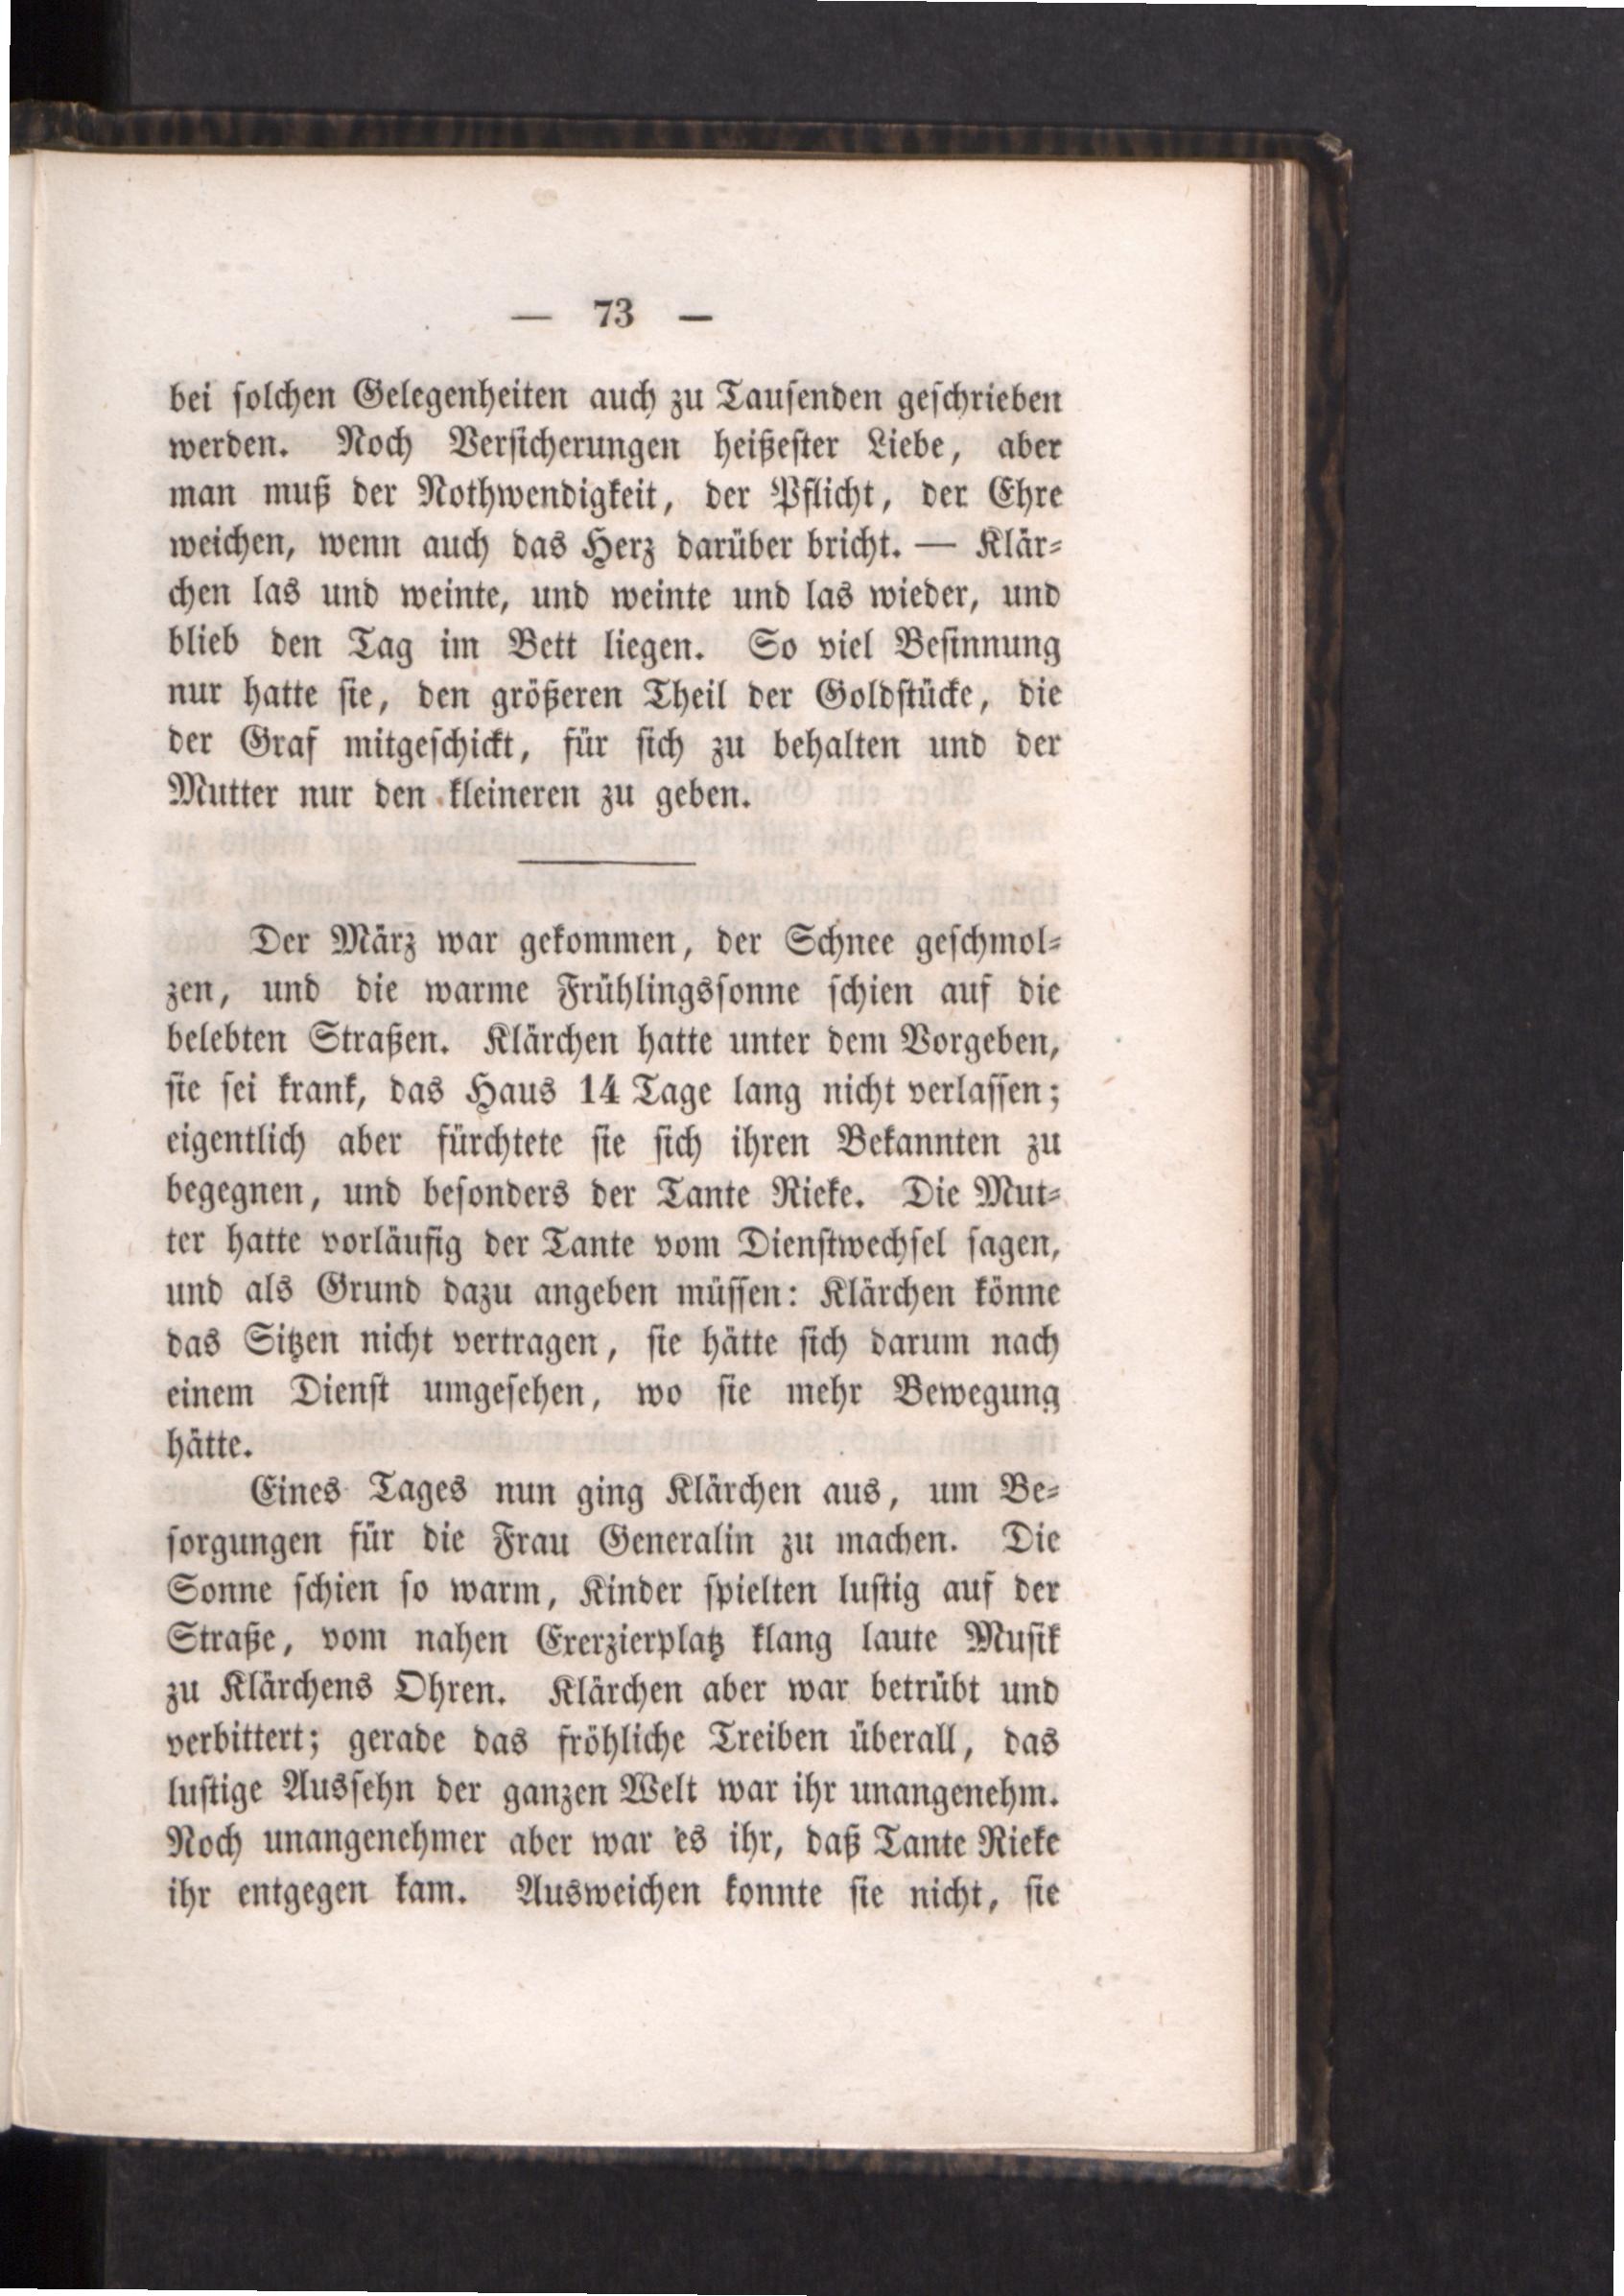 — 73 —
bei solchen Gelegenheiten auch zu Tausenden geschrieben
werden. Noch Versicherungen heißester Liebe, aber
man muß der Nothwendigkeit, der Pflicht, der Ehre
weichen, wenn auch das Herz darüber bricht. — Klär-
chen las und weinte, und weinte und las wieder, und
blieb den Tag im Bett liegen. So viel Besinnung
nur hatte sie, den größeren Theil der Goldstücke, die
der Graf mitgeschickt, für sich zu behalten und der
Mutter nur den kleineren zu geben.
Der März war gekommen, der Schnee geschmol-
zen, und die warme Frühlingssonne schien auf die
belebten Straßen. Klärchen hatte unter dem Vorgeben,
sie sei krank, das Haus 14 Tage lang nicht verlassen;
eigentlich aber fürchtete sie sich ihren Bekannten zu
begegnen, und besonders der Tante Rieke. Die Mut-
ter hatte vorläufig der Tante vom Dienstwechsel sagen,
und als Grund dazu angeben müssen: Klärchen könne
das Sitzen nicht vertragen, sie hätte sich darum nach
einem Dienst umgesehen, wo sie mehr Bewegung
hätte.
Eines Tages nun ging Klärchen aus, um Be-
sorgungen für die Frau Generalin zu machen. Die
Sonne schien so warm, Kinder spielten lustig auf der
Straße, vom nahen Exerzierplatz klang laute Musik
zu Klärchens Ohren. Klärchen aber war betrübt und
verbittert; gerade das fröhliche Treiben überall, das
lustige Aussehn der ganzen Welt war ihr unangenehm.
Noch unangenehmer aber war es ihr, daß Tante Rieke
ihr entgegen kam. Ausweichen konnte sie nicht, sie